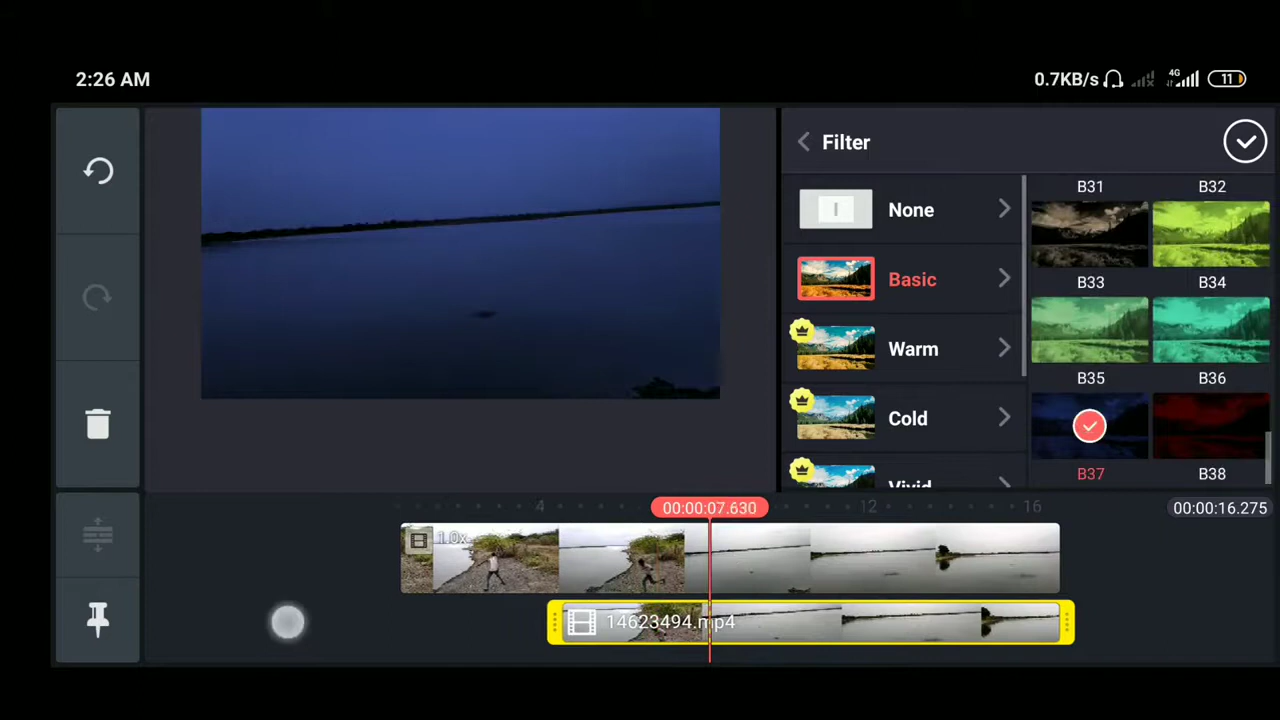 2:26 AM
0.7KB/s 4G 11
Filter
None
Basic
Warm
Cold
Vivid
B31 B32
B33 B34
B35 B36
B37 B38
4 00:00:07.630 12 16 00:00:16.275
1.0x
14623494.mp4